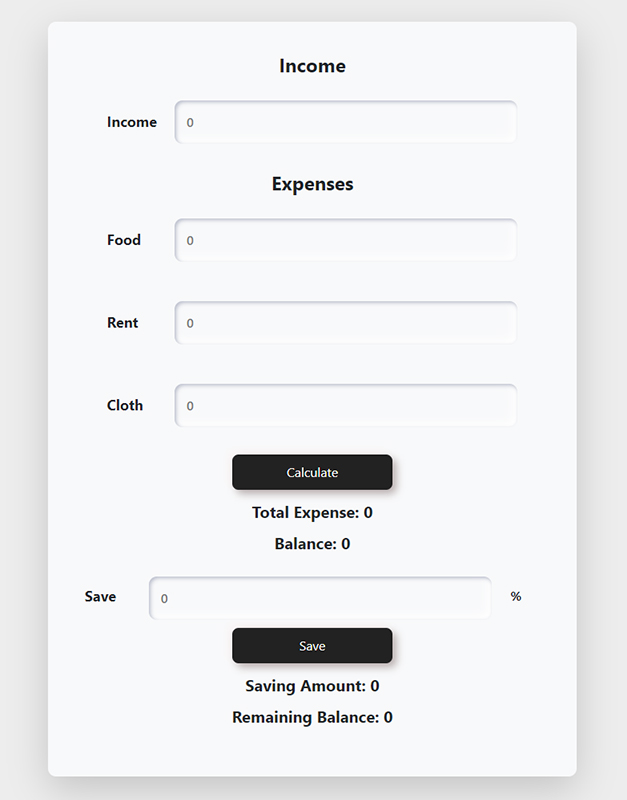 Income
Income 0
Expenses
Food 0
Rent 0
Cloth 0
Calculate
Total Expense: 0
Balance: 0
Save 0 %
Save
Saving Amount: 0
Remaining Balance: 0